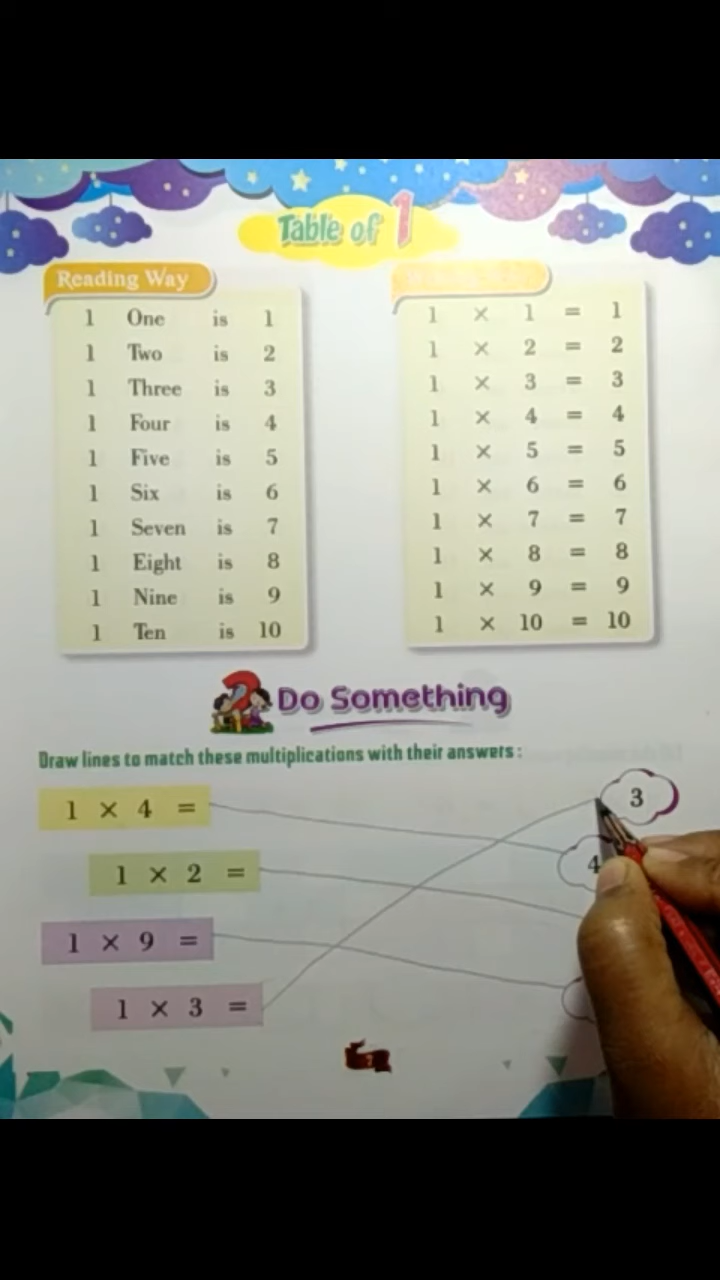 Table of 1
Reading Way
1 One is 1
1 Two is 2
1 Three is 3
1 Four is 4
1 Five is 5
1 Six is 6
1 Seven is 7
1 Eight is 8
1 Nine is 9
1 Ten is 10
1 × 1 = 1
1 × 2 = 2
1 × 3 = 3
1 × 4 = 4
1 × 5 = 5
1 × 6 = 6
1 × 7 = 7
1 × 8 = 8
1 × 9 = 9
1 × 10 = 10
Do Something
Draw lines to match these multiplications with their answers :
1 × 4 =
3
1 × 2 =
4
1 × 9 =
1 × 3 =